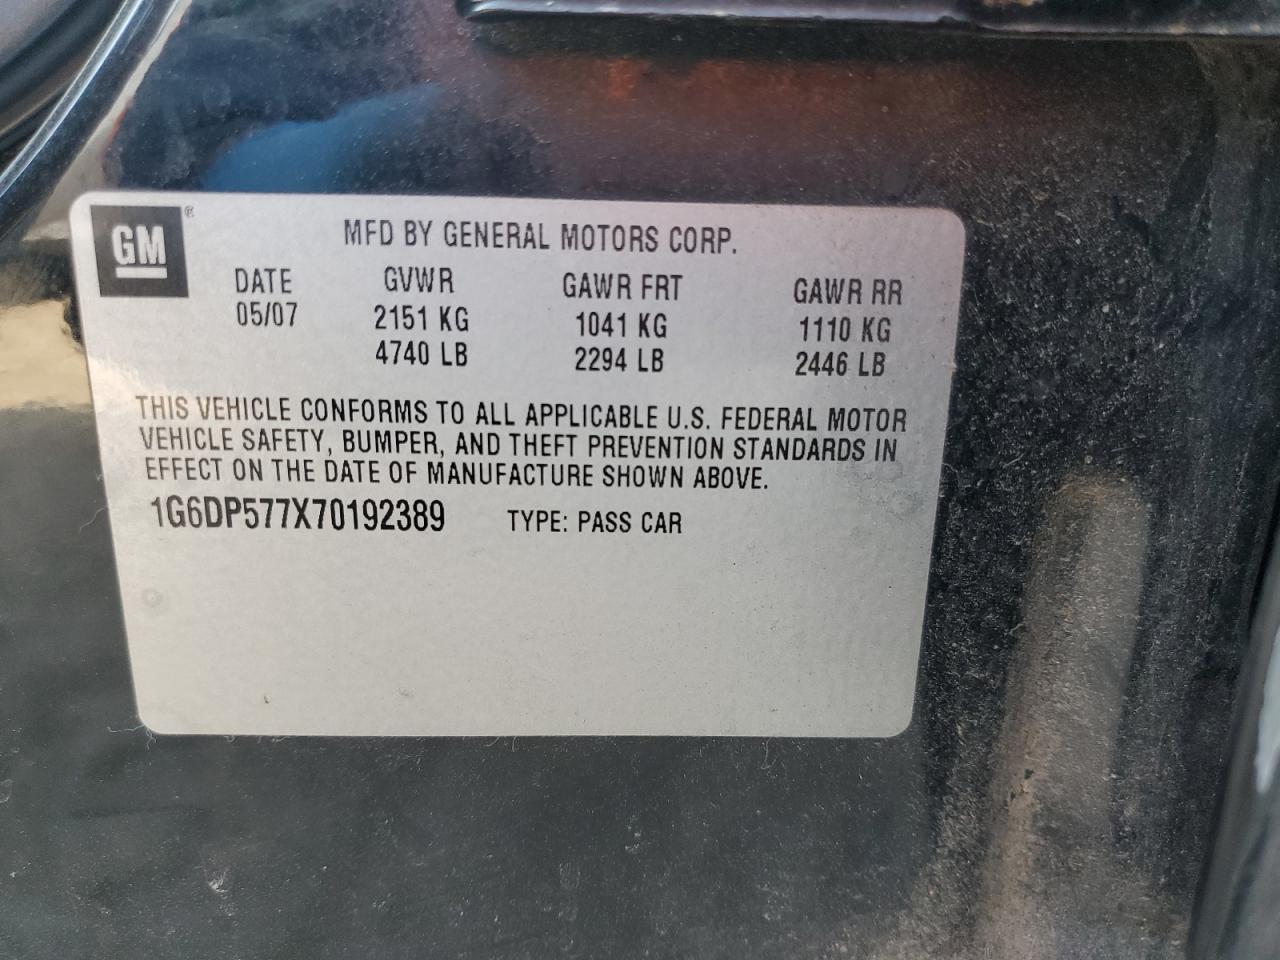 GM ®
MFD BY GENERAL MOTORS CORP.
DATE GVWR GAWR FRT GAWR RR
05/07 2151 KG 1041 KG 1110 KG
4740 LB 2294 LB 2446 LB
THIS VEHICLE CONFORMS TO ALL APPLICABLE U.S. FEDERAL MOTOR
VEHICLE SAFETY, BUMPER, AND THEFT PREVENTION STANDARDS IN
EFFECT ON THE DATE OF MANUFACTURE SHOWN ABOVE.
1G6DP577X70192389 TYPE: PASS CAR